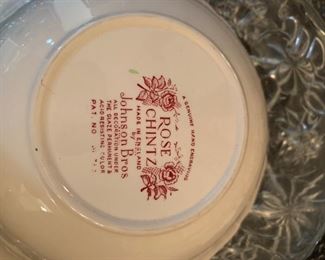 A GENUINE HAND ENGRAVING
ROSE
CHINTZ
MADE IN ENGLAND
by
Johnson Bros
ALL DECORATION UNDER
THE GLAZE PERMANENT &
ACID RESISTING COLOR
PAT. NO